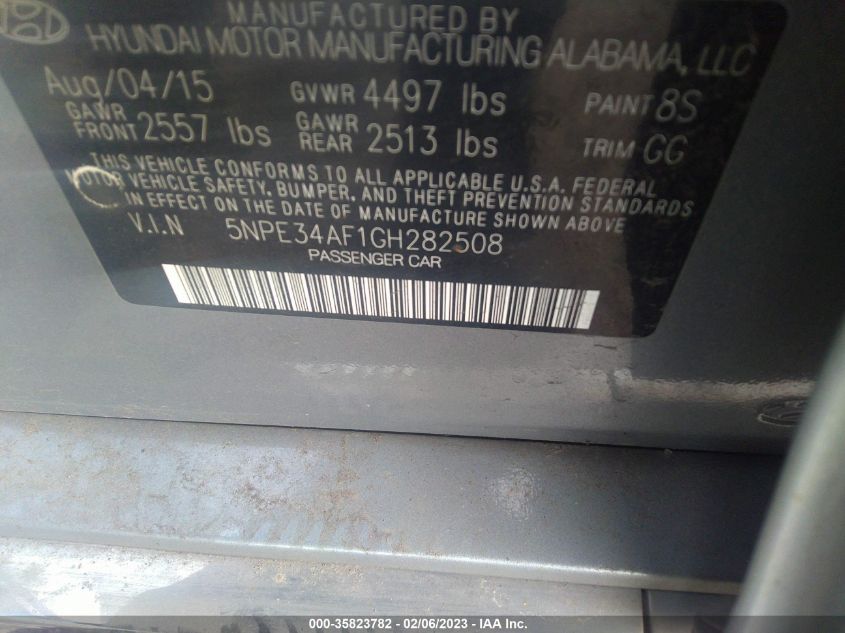 MANUFACTURED BY
HYUNDAI MOTOR MANUFACTURING ALABAMA, LLC
Aug/04/15 GVWR 4497 lbs PAINT 8S
GAWR FRONT 2557 lbs GAWR REAR 2513 lbs TRIM GG
THIS VEHICLE CONFORMS TO ALL APPLICABLE U.S.A. FEDERAL
MOTOR VEHICLE SAFETY, BUMPER, AND THEFT PREVENTION STANDARDS
IN EFFECT ON THE DATE OF MANUFACTURE SHOWN ABOVE
V.I.N 5NPE34AF1GH282508
PASSENGER CAR
000-35823782 - 02/06/2023 - IAA Inc.